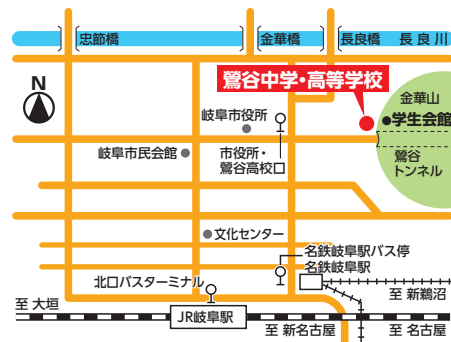 忠節橋
金華橋
長良橋
長良川
N
鶯谷中学・高等学校
金華山
学生会館
岐阜市役所
岐阜市民会館
市役所・
鶯谷高校口
鶯谷
トンネル
文化センター
名鉄岐阜駅バス停
名鉄岐阜駅
北口バスターミナル
至 新鵜沼
至 大垣
JR岐阜駅
至 新名古屋
至 名古屋